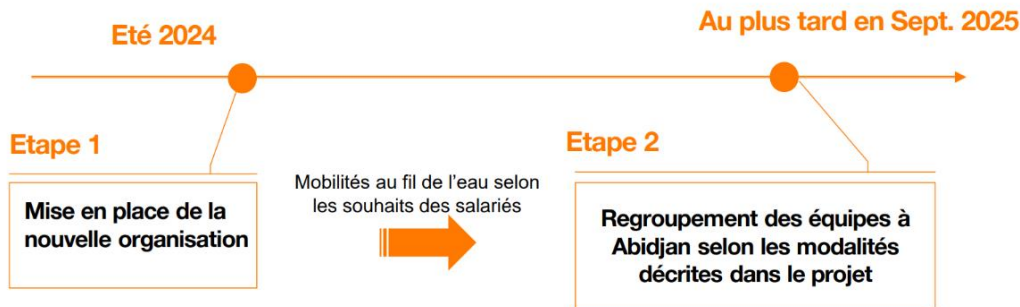 Eté 2024
Au plus tard en Sept. 2025
Etape 1
Mise en place de la
nouvelle organisation
Mobilités au fil de l'eau selon
les souhaits des salariés
Etape 2
Regroupement des équipes à
Abidjan selon les modalités
décrites dans le projet